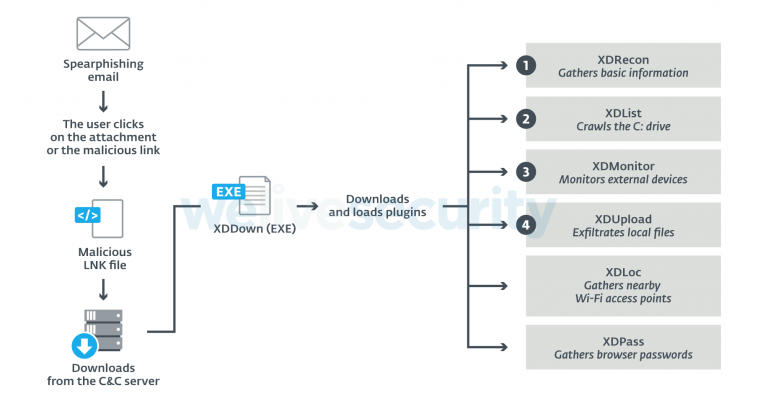 Spearphishing
email
The user clicks
on the attachment
or the malicious link
</>
Malicious
LNK file
Downloads
from the C&C server
EXE
XDDown (EXE)
Downloads
and loads plugins
1
XDRecon
Gathers basic information
2
XDList
Crawls the C: drive
3
XDMonitor
Monitors external devices
4
XDUpload
Exfiltrates local files
XDLoc
Gathers nearby
Wi-Fi access points
XDPass
Gathers browser passwords
welivesecurity